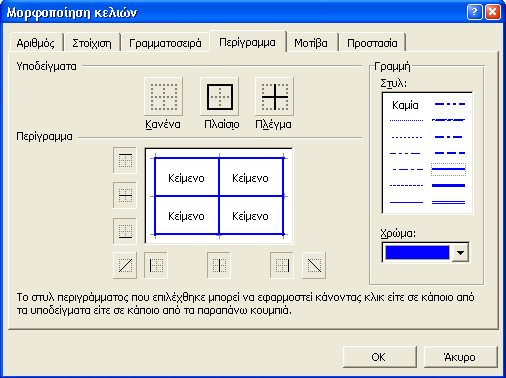 Μορφοποίηση κελιών
Αριθμός Στοίχιση Γραμματοσειρά Περίγραμμα Μοτίβα Προστασία
Υποδείγματα
Κανένα Πλαίσιο Πλέγμα
Περίγραμμα
Κείμενο Κείμενο
Κείμενο Κείμενο
Γραμμή
Στυλ:
Καμία
Χρώμα:
Το στυλ περιγράμματος που επιλέχθηκε μπορεί να εφαρμοστεί κάνοντας κλικ είτε σε κάποιο από
τα υποδείγματα είτε σε κάποιο από τα παραπάνω κουμπιά.
OK Άκυρο